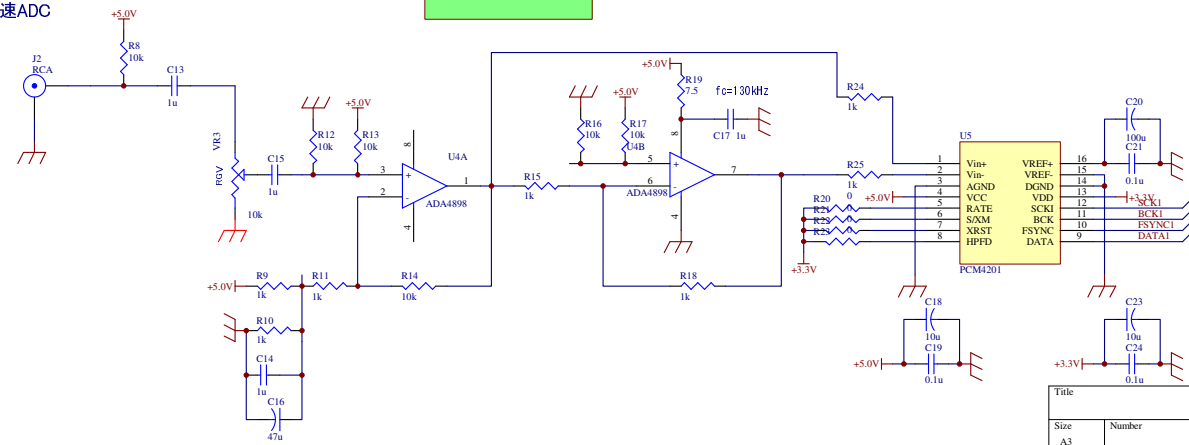 速ADC
+5.0V
R8
10k
J2
RCA
C13
1u
VR3
RGV
10k
C15
1u
R12
10k
+5.0V
R13
10k
8
3
2
+
-
1
4
U4A
ADA4898
R15
1k
R9
1k
+5.0V
R11
1k
R14
10k
R10
1k
C14
1u
C16
47u
R16
10k
+5.0V
R17
10k
U4B
+5.0V
R19
7.5
fc=130kHz
C17 1u
8
5
6
+
-
7
4
ADA4898
R18
1k
R24
1k
R25
1k
R20 0
R21 0
R22 0
R23
+3.3V
+5.0V
U5
1 Vin+ VREF+ 16
2 Vin- VREF- 15
3 AGND DGND 14
4 VCC VDD 13 +3.3V
5 RATE SCKI 12 SCK1
6 S/XM BCK 11 BCK1
7 XRST FSYNC 10 FSYNC1
8 HPFD DATA 9 DATA1
PCM4201
C20
100u
C21
0.1u
C18
10u
C19
0.1u
+5.0V
C23
10u
C24
0.1u
+3.3V
Title
Size Number
A3